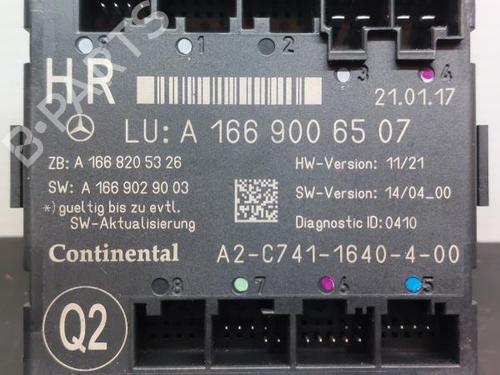 B-PARTS
0 1 2 3 4
HR
21.01.17
LU: A 166 900 65 07
ZB: A 166 820 53 26
HW-Version: 11/21
SW: A 166 902 90 03
SW-Version: 14/04_00
*) gueltig bis zu evtl.
SW-Aktualisierung
Diagnostic ID: 0410
Continental
A2-C741-1640-4-00
8 7 6 5
Q2